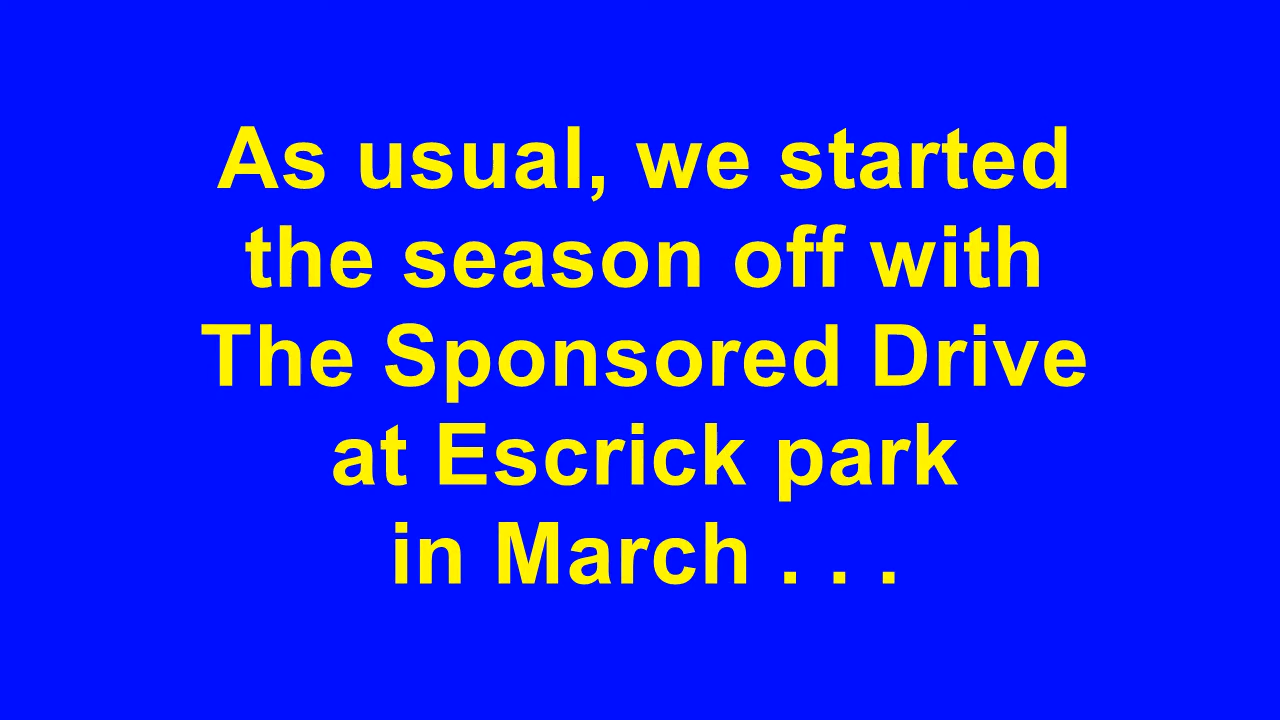 As usual, we started
the season off with
The Sponsored Drive
at Escrick park
in March . . .